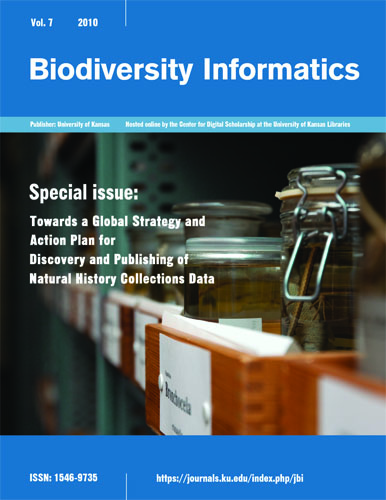 Vol. 7 2010
Biodiversity Informatics
Publisher: University of Kansas Hosted online by the Center for Digital Scholarship at the University of Kansas Libraries
Special issue:
Towards a Global Strategy and
Action Plan for
Discovery and Publishing of
Natural History Collections Data
ISSN: 1546-9735 https://journals.ku.edu/index.php/jbi